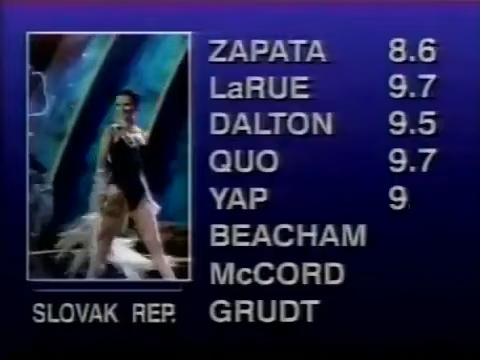 ZAPATA 8.6
LaRUE 9.7
DALTON 9.5
QUO 9.7
YAP 9
BEACHAM
McCORD
GRUDT
SLOVAK REP.